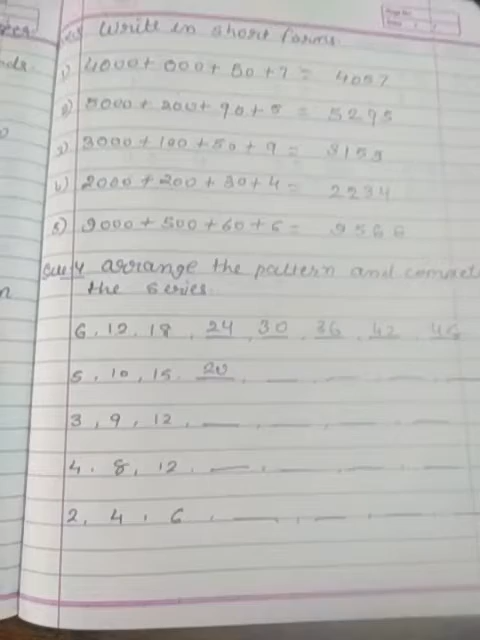 Write in short forms.
1) 4000 + 000 + 50 + 7 = 4057
2) 5000 + 200 + 90 + 5 = 5295
3) 3000 + 100 + 50 + 9 = 3159
4) 2000 + 200 + 30 + 4 = 2234
5) 9000 + 500 + 60 + 6 = 9566
Que 4 arrange the pattern and
the series.
6, 12, 18, 24, 30, 36, 42, 46
5, 10, 15, 20
3, 9, 12,
4, 8, 12,
2, 4, 6,